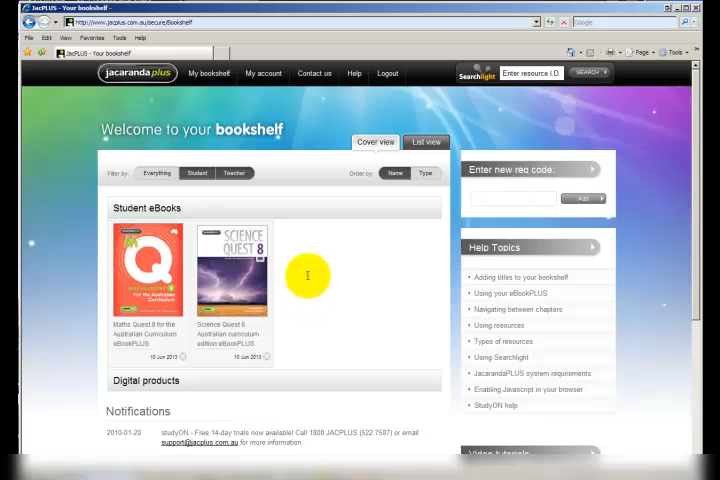 JacPLUS - Your bookshelf -
http://www.jacplus.com.au/secure/Bookshelf
Google
File Edit View Favorites Tools Help
JacPLUS - Your bookshelf
Page Tools
jacaranda plus My bookshelf My account Contact us Help Logout
Searchlight Enter resource I.D. SEARCH
Welcome to your bookshelf
Cover view List view
Filter by: Everything Student Teacher Order by: Name Type
Enter new reg code:
Add
Student eBooks
Q
For the Australian Curriculum
SCIENCE
QUEST 8
Maths Quest 8 for the
Australian Curriculum
eBookPLUS
10 Jun 2013
Science Quest 8
Australian curriculum
edition eBookPLUS
10 Jun 2013
Help Topics
• Adding titles to your bookshelf
• Using your eBookPLUS
• Navigating between chapters
• Using resources
• Types of resources
• Using Searchlight
• JacarandaPLUS system requirements
• Enabling Javascript in your browser
• StudyON help
Digital products
Notifications
2010-01-20 studyON - Free 14-day trials now available! Call 1800 JACPLUS (522 7587) or email
support@jacplus.com.au for more information.
Video tutorials